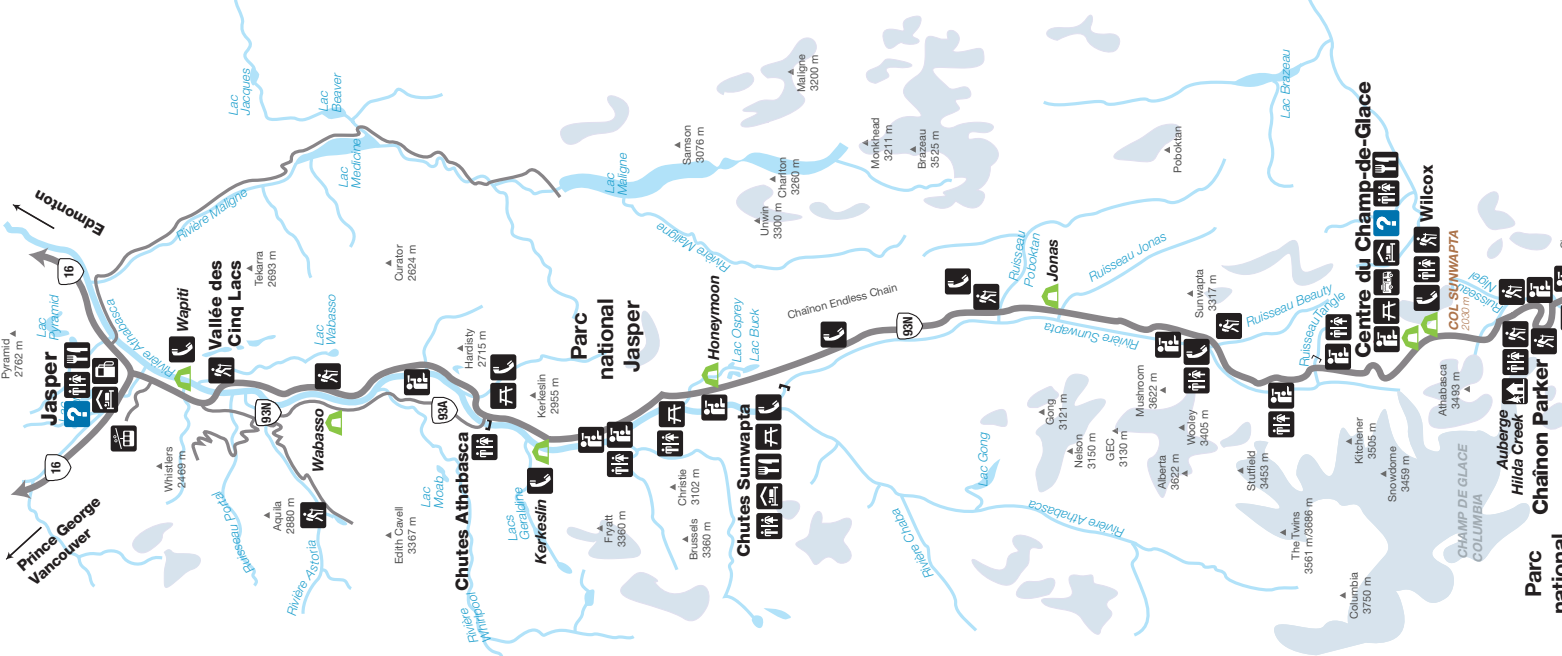 Edmonton
Prince George
Vancouver
16
16
Pyramid
2762 m
Lac
Pyramid
Jasper
?
Rivière Athabasca
Rivière Athabasca
Wapiti
Vallée des
Cinq Lacs
Rivière Maligne
Lac
Jacques
Lac
Beaver
Lac
Medicine
Tekarra
2693 m
Curator
2624 m
Lac
Wabasso
Wabasso
93N
93A
Whistlers
2469 m
Ruisseau Portal
Aquila
2880 m
Rivière Astoria
Edith Cavell
3367 m
Lac
Moab
Hardisty
2715 m
Chutes Athabasca
Rivière
Whirlpool
Lacs
Geraldine
Kerkeslin
Kerkeslin
2955 m
Parc
national
Jasper
Lac
Maligne
Samson
3076 m
Maligne
3200 m
Charlton
3260 m
Unwin
3300 m
Monkhead
3211 m
Brazeau
3525 m
Rivière Maligne
Fryatt
3360 m
Christie
3102 m
Brussels
3360 m
Honeymoon
Lac Osprey
Lac Buck
Chutes Sunwapta
Chaînon Endless Chain
93N
Rivière Chaba
Lac Gong
Rivière Athabasca
Ruisseau
Poboktan
Jonas
Ruisseau Jonas
Rivière Sunwapta
Poboktan
Lac Brazeau
Gong
3121 m
Nelson
3150 m
GEC
3130 m
Mushroom
3622 m
Alberta
3622 m
Wooley
3405 m
Sunwapta
3317 m
Ruisseau Beauty
Ruisseau Tangle
Stutfield
3453 m
The Twins
3561 m/3686 m
Columbia
3750 m
Kitchener
3505 m
Snowdome
3459 m
Athabasca
3493 m
Centre du Champ-de-Glace
?
Wilcox
COL SUNWAPTA
2030 m
Ruisseau
Nigel
CHAMP DE GLACE
COLUMBIA
Auberge
Hilda Creek
Chaînon Parker
Parc
national